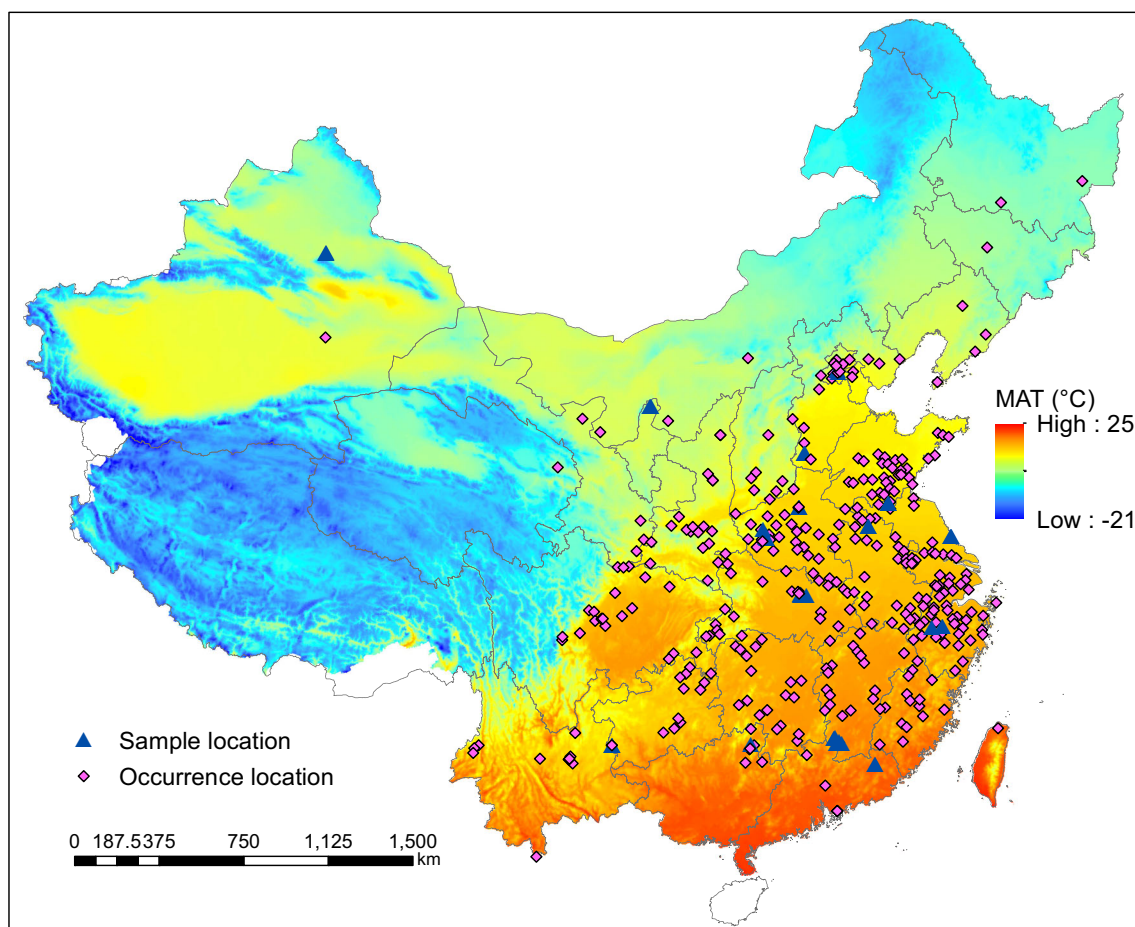 MAT (°C)
High : 25
Low : -21
Sample location
Occurrence location
0 187.5375 750 1,125 1,500
km